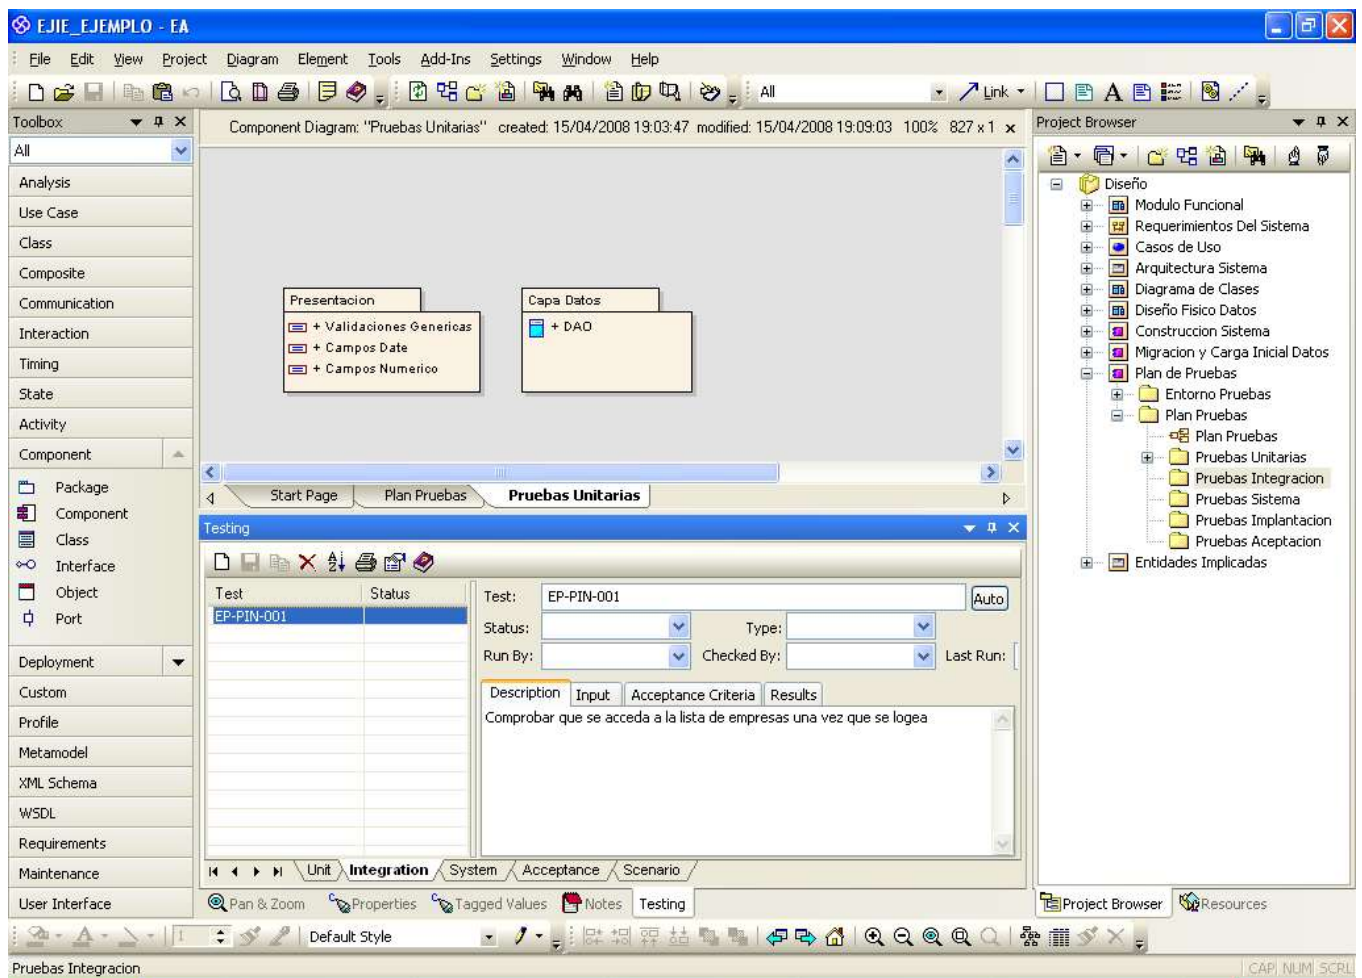 EJIE_EJEMPLO - EA
File Edit View Project Diagram Element Tools Add-Ins Settings Window Help
All Link
Toolbox
All
Analysis
Use Case
Class
Composite
Communication
Interaction
Timing
State
Activity
Component
Package
Component
Class
Interface
Object
Port
Deployment
Custom
Profile
Metamodel
XML Schema
WSDL
Requirements
Maintenance
User Interface
Component Diagram: "Pruebas Unitarias" created: 15/04/2008 19:03:47 modified: 15/04/2008 19:09:03 100% 827 x 1
Presentacion
+ Validaciones Genericas
+ Campos Date
+ Campos Numerico
Capa Datos
+ DAO
Start Page Plan Pruebas Pruebas Unitarias
Testing
Test Status
EP-PIN-001
Test: EP-PIN-001 Auto
Status: Type:
Run By: Checked By: Last Run:
Description Input Acceptance Criteria Results
Comprobar que se acceda a la lista de empresas una vez que se logea
Unit Integration System Acceptance Scenario
Pan & Zoom Properties Tagged Values Notes Testing
Project Browser
Diseño
Modulo Funcional
Requerimientos Del Sistema
Casos de Uso
Arquitectura Sistema
Diagrama de Clases
Diseño Fisico Datos
Construccion Sistema
Migracion y Carga Inicial Datos
Plan de Pruebas
Entorno Pruebas
Plan Pruebas
Plan Pruebas
Pruebas Unitarias
Pruebas Integracion
Pruebas Sistema
Pruebas Implantacion
Pruebas Aceptacion
Entidades Implicadas
Project Browser Resources
Default Style
Pruebas Integracion
CAP NUM SCRL